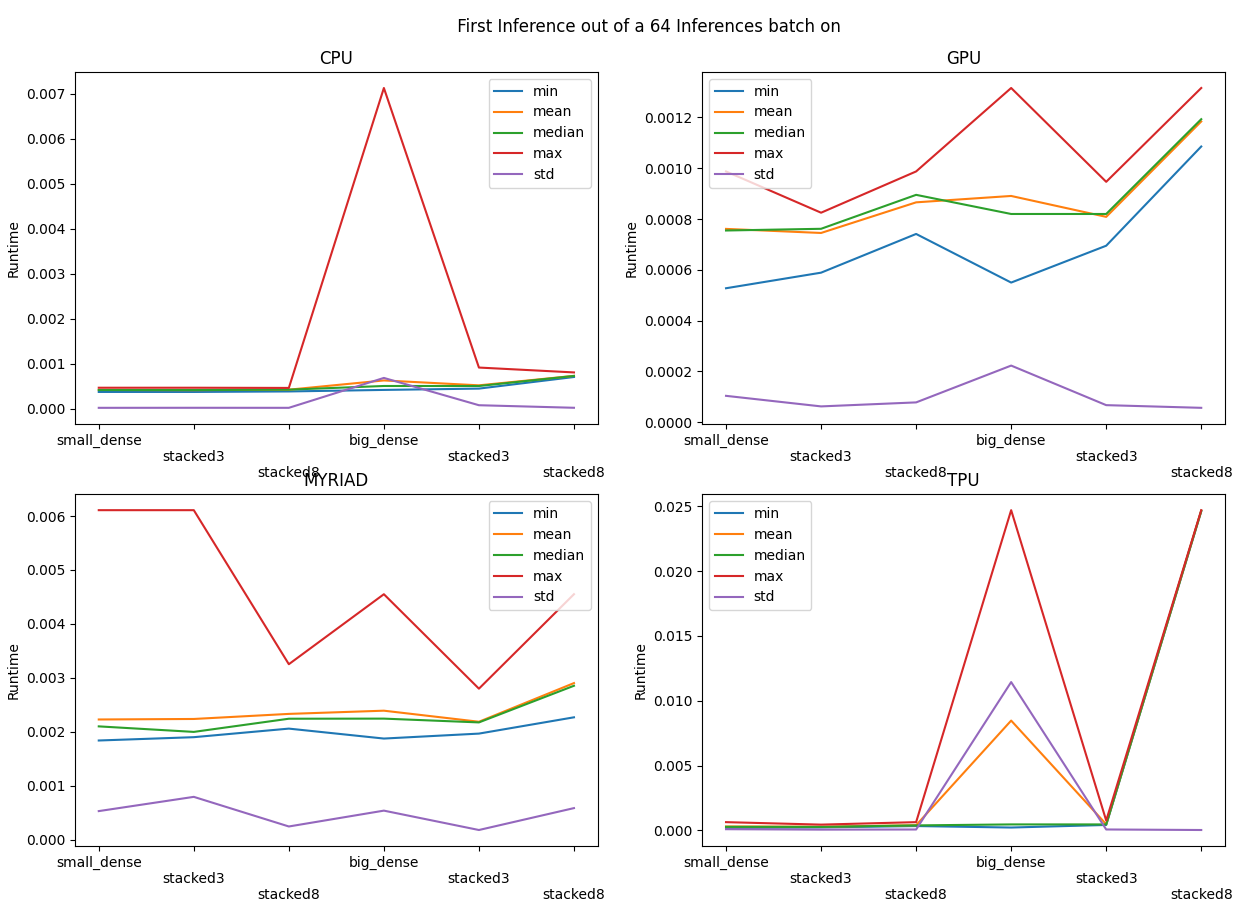 First Inference out of a 64 Inferences batch on
CPU
Runtime
0.007
0.006
0.005
0.004
0.003
0.002
0.001
0.000
min
mean
median
max
std
small_dense
stacked3
stacked8
big_dense
stacked3
stacked8
GPU
Runtime
0.0012
0.0010
0.0008
0.0006
0.0004
0.0002
0.0000
min
mean
median
max
std
small_dense
stacked3
stacked8
big_dense
stacked3
stacked8
MYRIAD
Runtime
0.006
0.005
0.004
0.003
0.002
0.001
0.000
min
mean
median
max
std
small_dense
stacked3
stacked8
big_dense
stacked3
stacked8
TPU
Runtime
0.025
0.020
0.015
0.010
0.005
0.000
min
mean
median
max
std
small_dense
stacked3
stacked8
big_dense
stacked3
stacked8